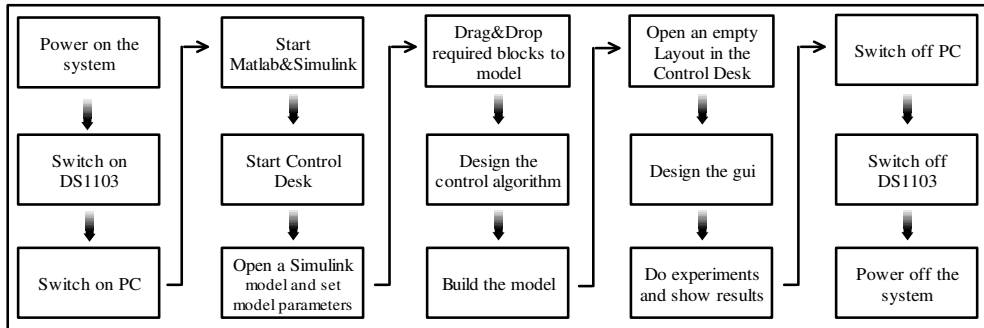 Power on the
system
Switch on
DS1103
Switch on PC
Start
Matlab&Simulink
Start Control
Desk
Open a Simulink
model and set
model parameters
Drag&Drop
required blocks to
model
Design the
control algorithm
Build the model
Open an empty
Layout in the
Control Desk
Design the gui
Do experiments
and show results
Switch off PC
Switch off
DS1103
Power off the
system